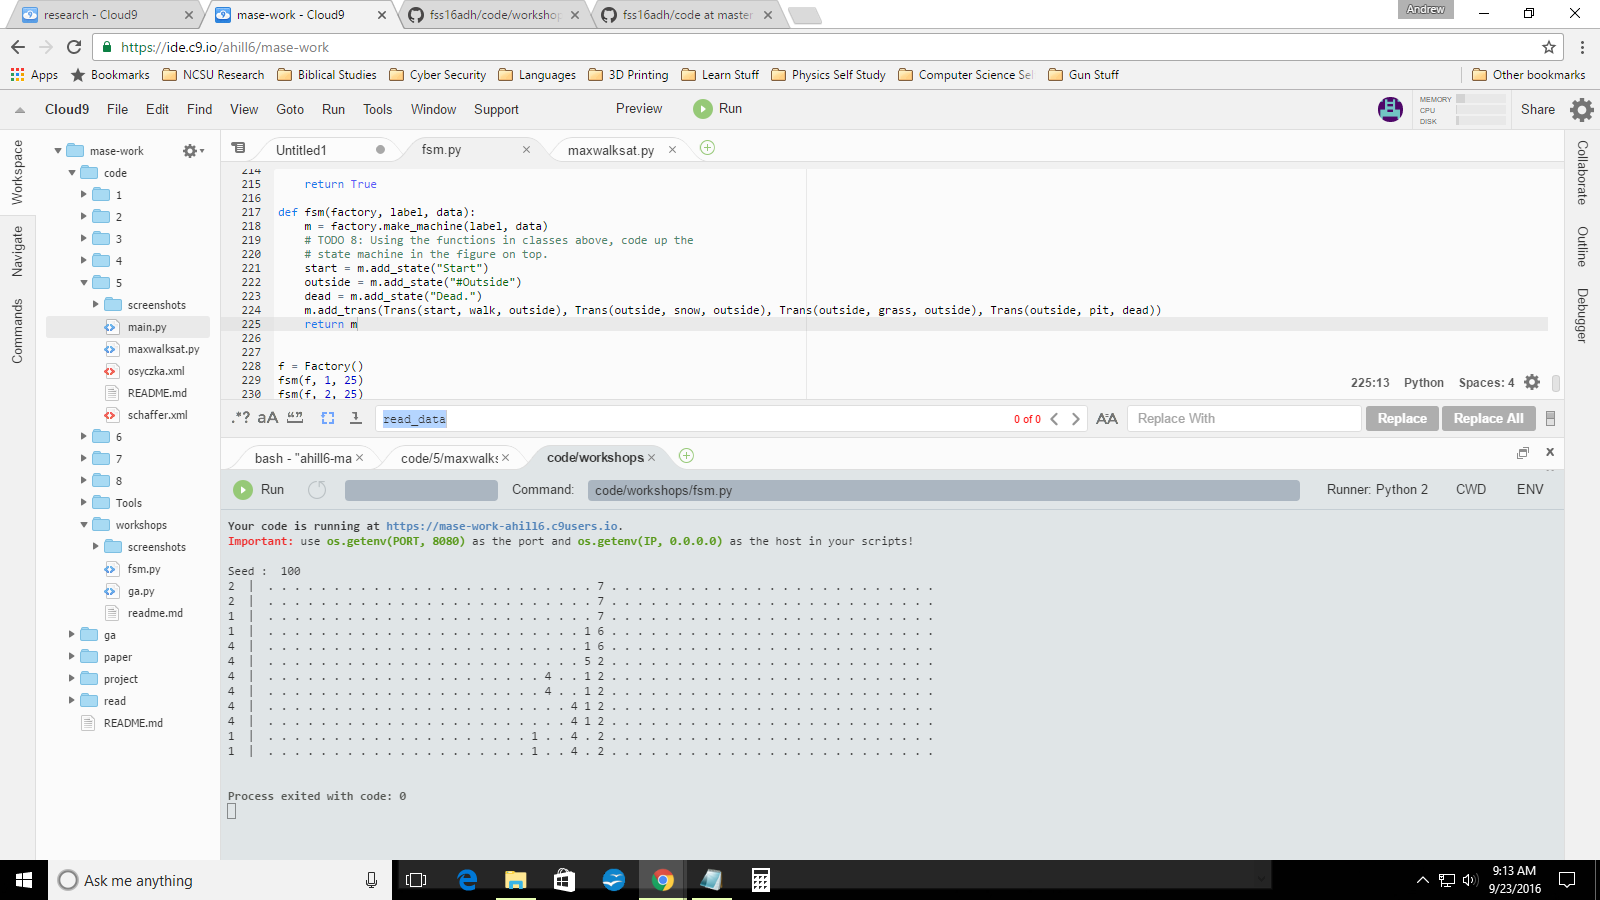 research - Cloud9
mase-work - Cloud9
fss16adh/code/workshop
fss16adh/code at master
Andrew
https://ide.c9.io/ahill6/mase-work
Apps Bookmarks NCSU Research Biblical Studies Cyber Security Languages 3D Printing Learn Stuff Physics Self Study Computer Science Se Gun Stuff Other bookmarks
Cloud9 File Edit Find View Goto Run Tools Window Support Preview Run MEMORY CPU DISK Share
Workspace
Navigate
Commands
mase-work
code
1
2
3
4
5
screenshots
main.py
maxwalksat.py
osyczka.xml
README.md
schaffer.xml
6
7
8
Tools
workshops
screenshots
fsm.py
ga.py
readme.md
ga
paper
project
read
README.md
Untitled1 fsm.py maxwalksat.py
214
215 return True
216
217 def fsm(factory, label, data):
218 m = factory.make_machine(label, data)
219 # TODO 8: Using the functions in classes above, code up the
220 # state machine in the figure on top.
221 start = m.add_state("Start")
222 outside = m.add_state("#Outside")
223 dead = m.add_state("Dead.")
224 m.add_trans(Trans(start, walk, outside), Trans(outside, snow, outside), Trans(outside, grass, outside), Trans(outside, pit, dead))
225 return m
226
227
228 f = Factory()
229 fsm(f, 1, 25)
230 fsm(f, 2, 25)
225:13 Python Spaces: 4
Collaborate
Outline
Debugger
.*? aA read_data 0 of 0 AA Replace With Replace Replace All
bash - "ahill6-ma code/5/maxwalks code/workshops
Run Command: code/workshops/fsm.py Runner: Python 2 CWD ENV
Your code is running at https://mase-work-ahill6.c9users.io.
Important: use os.getenv(PORT, 8080) as the port and os.getenv(IP, 0.0.0.0) as the host in your scripts!
Seed : 100
2 | . . . . . . . . . . . . . . . . . . . . . . . . . 7 . . . . . . . . . . . . . . . . . . . . . . . . .
2 | . . . . . . . . . . . . . . . . . . . . . . . . . 7 . . . . . . . . . . . . . . . . . . . . . . . . .
1 | . . . . . . . . . . . . . . . . . . . . . . . . . 7 . . . . . . . . . . . . . . . . . . . . . . . . .
1 | . . . . . . . . . . . . . . . . . . . . . . . . 1 6 . . . . . . . . . . . . . . . . . . . . . . . . .
4 | . . . . . . . . . . . . . . . . . . . . . . . . 1 6 . . . . . . . . . . . . . . . . . . . . . . . . .
4 | . . . . . . . . . . . . . . . . . . . . . . . . 5 2 . . . . . . . . . . . . . . . . . . . . . . . . .
4 | . . . . . . . . . . . . . . . . . . . . . 4 . . 1 2 . . . . . . . . . . . . . . . . . . . . . . . . .
4 | . . . . . . . . . . . . . . . . . . . . . 4 . . 1 2 . . . . . . . . . . . . . . . . . . . . . . . . .
4 | . . . . . . . . . . . . . . . . . . . . . . . 4 1 2 . . . . . . . . . . . . . . . . . . . . . . . . .
4 | . . . . . . . . . . . . . . . . . . . . . . . 4 1 2 . . . . . . . . . . . . . . . . . . . . . . . . .
1 | . . . . . . . . . . . . . . . . . . . . 1 . . 4 . 2 . . . . . . . . . . . . . . . . . . . . . . . . .
1 | . . . . . . . . . . . . . . . . . . . . 1 . . 4 . 2 . . . . . . . . . . . . . . . . . . . . . . . . .
Process exited with code: 0
Ask me anything
9:13 AM
9/23/2016